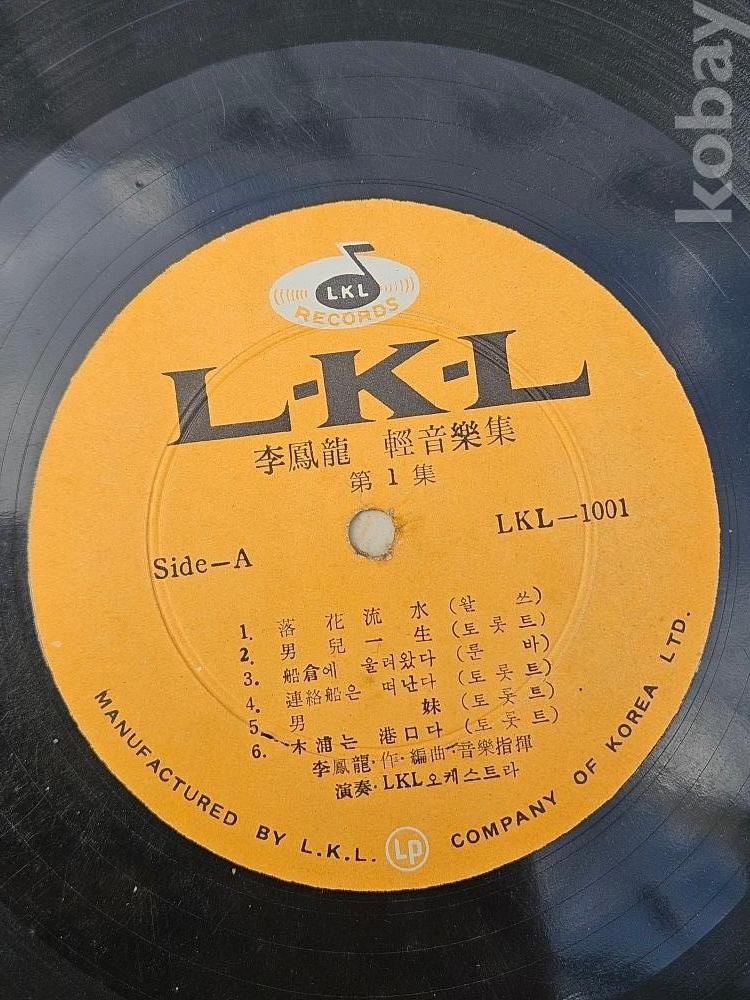 kobay
LKL
RECORDS
L-K-L
李鳳龍 輕音樂集
第 1 集
LKL-1001
Side-A
1. 落花流水 (왈쓰)
2. 男兒一生 (토롯트)
3. 船倉에 울려왔다 (룬바)
4. 連絡船은 떠난다 (토롯트)
5. 男妹 (토롯트)
6. 木浦는 港口다 (토롯트)
李鳳龍·作·編曲·音樂指揮
演奏·LKL오케스트라
MANUFACTURED BY L.K.L. LP COMPANY OF KOREA LTD.